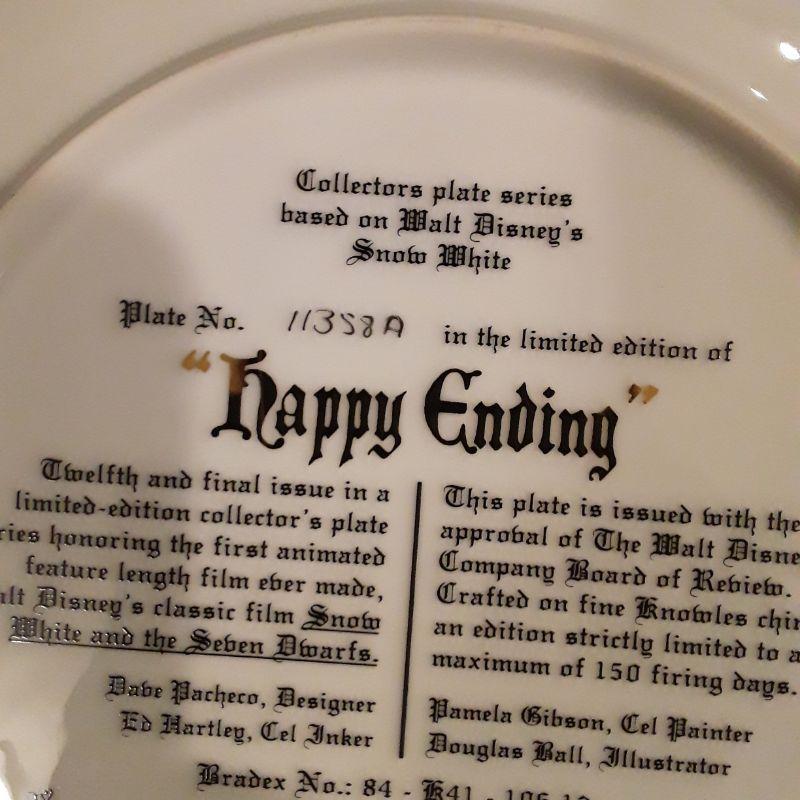 Collectors plate series
based on Walt Disney's
Snow White
Plate No. 11358A in the limited edition of
"Happy Ending"
Twelfth and final issue in a
limited-edition collector's plate
ries honoring the first animated
feature length film ever made,
alt Disney's classic film Snow
White and the Seven Dwarfs.
Dave Pacheco, Designer
Ed Hartley, Cel Inker
This plate is issued with the
approval of The Walt Disne
Company Board of Review.
Crafted on fine Knowles chin
an edition strictly limited to a
maximum of 150 firing days.
Pamela Gibson, Cel Painter
Douglas Ball, Illustrator
Bradex No.: 84 - K41 -